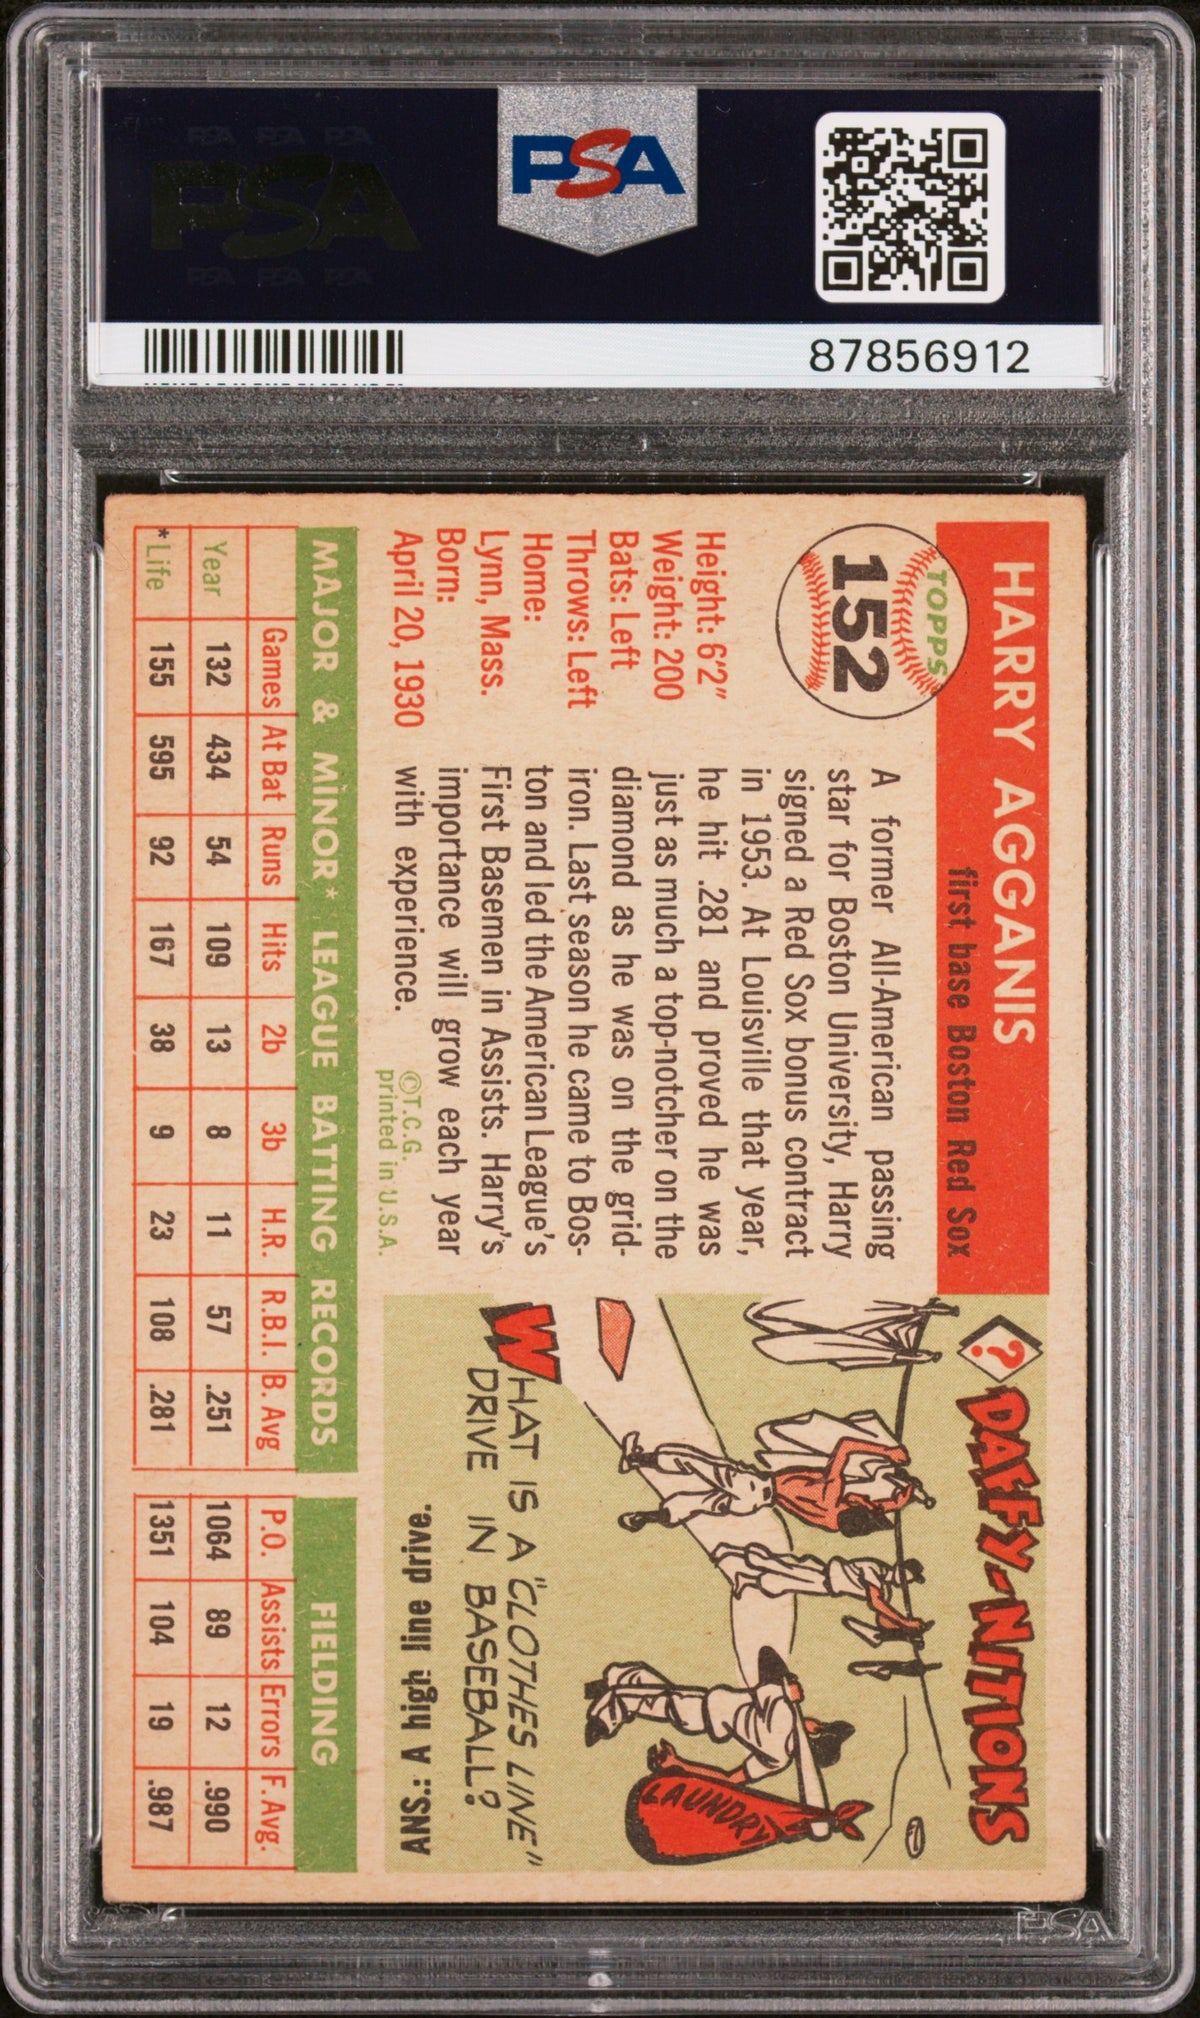 PSA
PSA PSA PSA
PSA
PSA PSA PSA
87856912
HARRY AGGANIS
first base Boston Red Sox
TOPPS
152
Height: 6'2"
Weight: 200
Bats: Left
Throws: Left
Home:
Lynn, Mass.
Born:
April 20, 1930
A former All-American passing
star for Boston University, Harry
signed a Red Sox bonus contract
in 1953. At Louisville that year,
he hit .281 and proved he was
just as much a top-notcher on the
diamond as he was on the grid-
iron. Last season he came to Bos-
ton and led the American League's
First Basemen in Assists. Harry's
importance will grow each year
with experience.
©T.C.G.
printed in U.S.A.
? DAFFY-NITIONS
LAUNDRY
WHAT IS A "CLOTHES LINE"
DRIVE IN BASEBALL?
ANS.: A high line drive.
MAJOR & MINOR* LEAGUE BATTING RECORDS FIELDING
Games At Bat Runs Hits 2b 3b H.R. R.B.I. B. Avg P.O. Assists Errors F. Avg.
Year 132 434 54 109 13 8 11 57 .251 1064 89 12 .990
*Life 155 595 92 167 38 9 23 108 .281 1351 104 19 .987
PSA